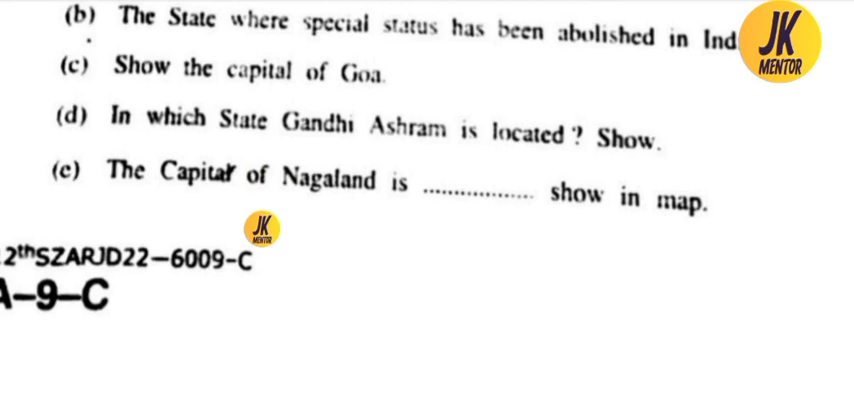 (b) The State where special status has been abolished in Ind
JK
MENTOR
(c) Show the capital of Goa.
(d) In which State Gandhi Ashram is located ? Show.
(e) The Capital of Nagaland is .................. show in map.
JK
MENTOR
2thSZARJD22-6009-C
A-9-C